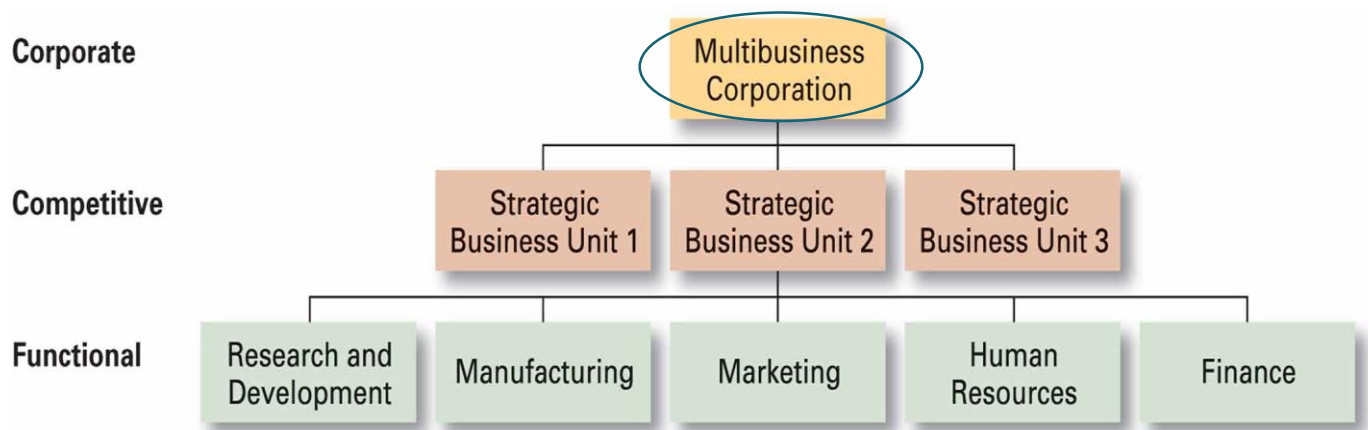 Corporate
Multibusiness
Corporation
Competitive
Strategic
Business Unit 1
Strategic
Business Unit 2
Strategic
Business Unit 3
Functional
Research and
Development
Manufacturing
Marketing
Human
Resources
Finance